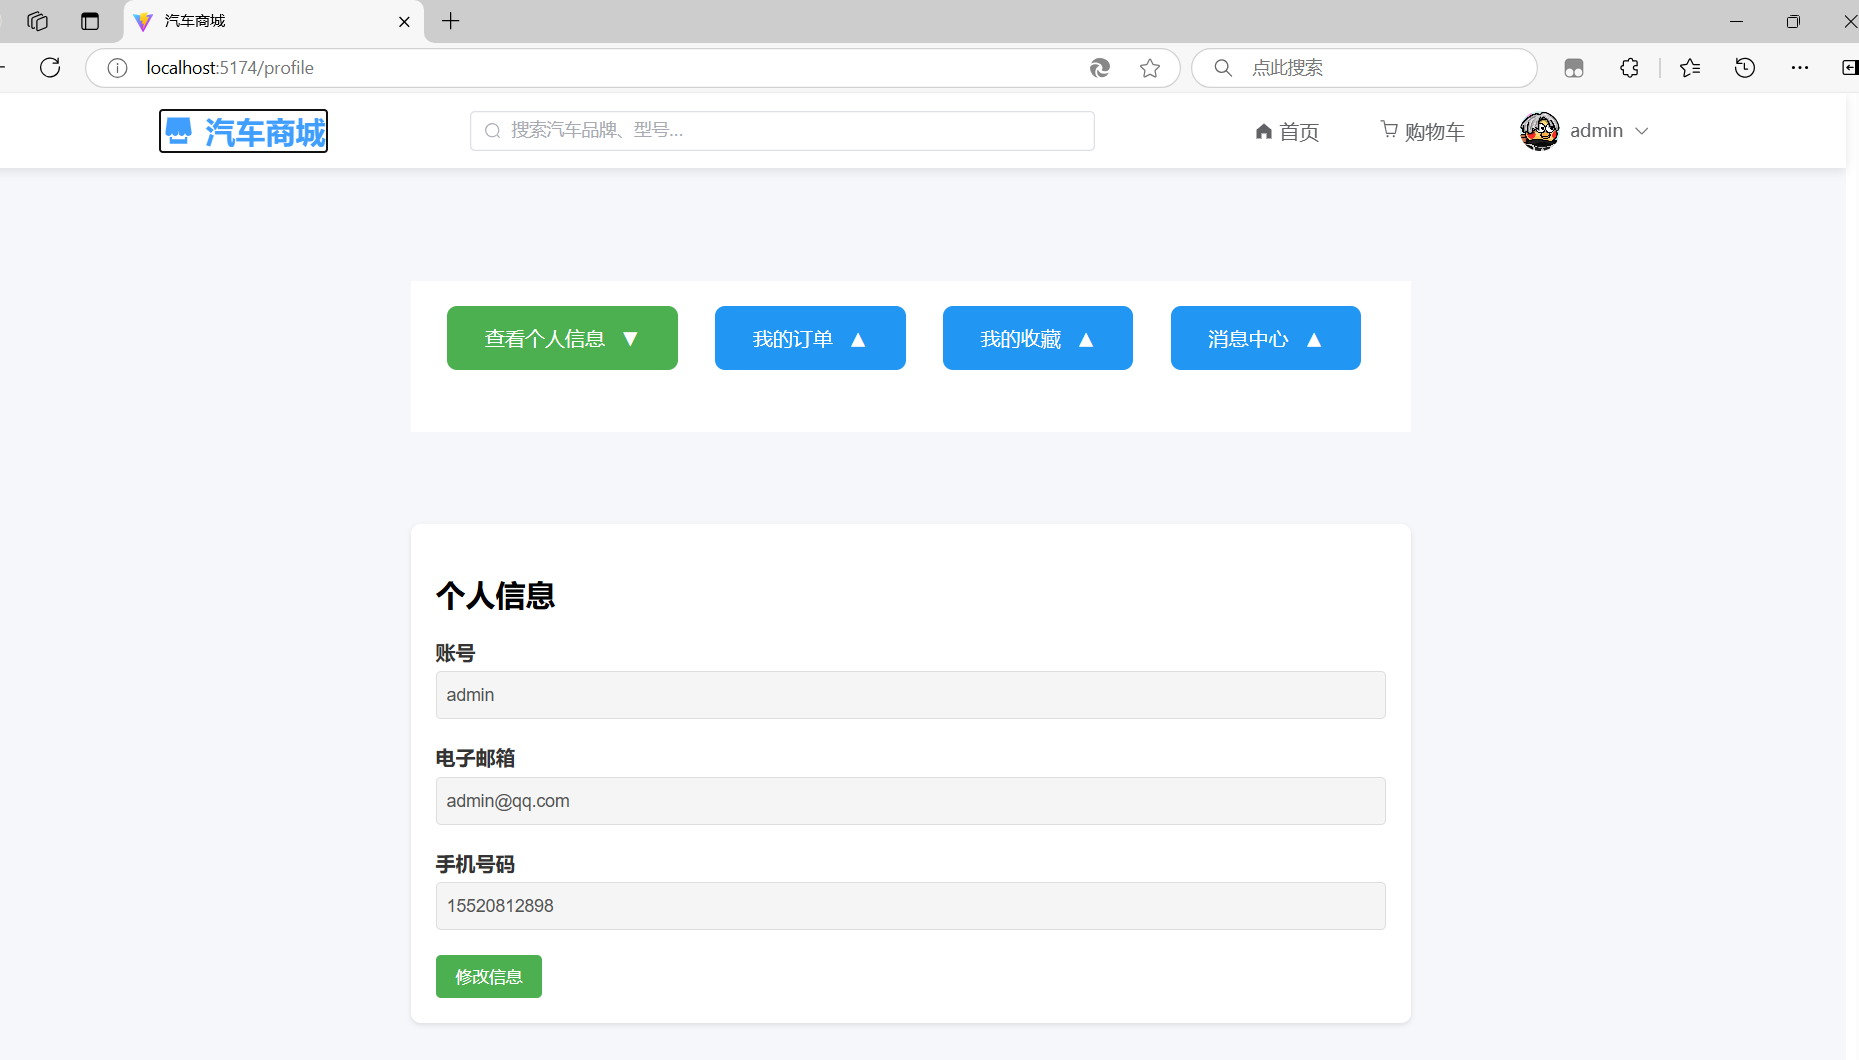 汽车商城
localhost:5174/profile
点此搜索
汽车商城
搜索汽车品牌、型号...
首页
购物车
admin
查看个人信息 ▼
我的订单 ▲
我的收藏 ▲
消息中心 ▲
个人信息
账号
admin
电子邮箱
admin@qq.com
手机号码
15520812898
修改信息